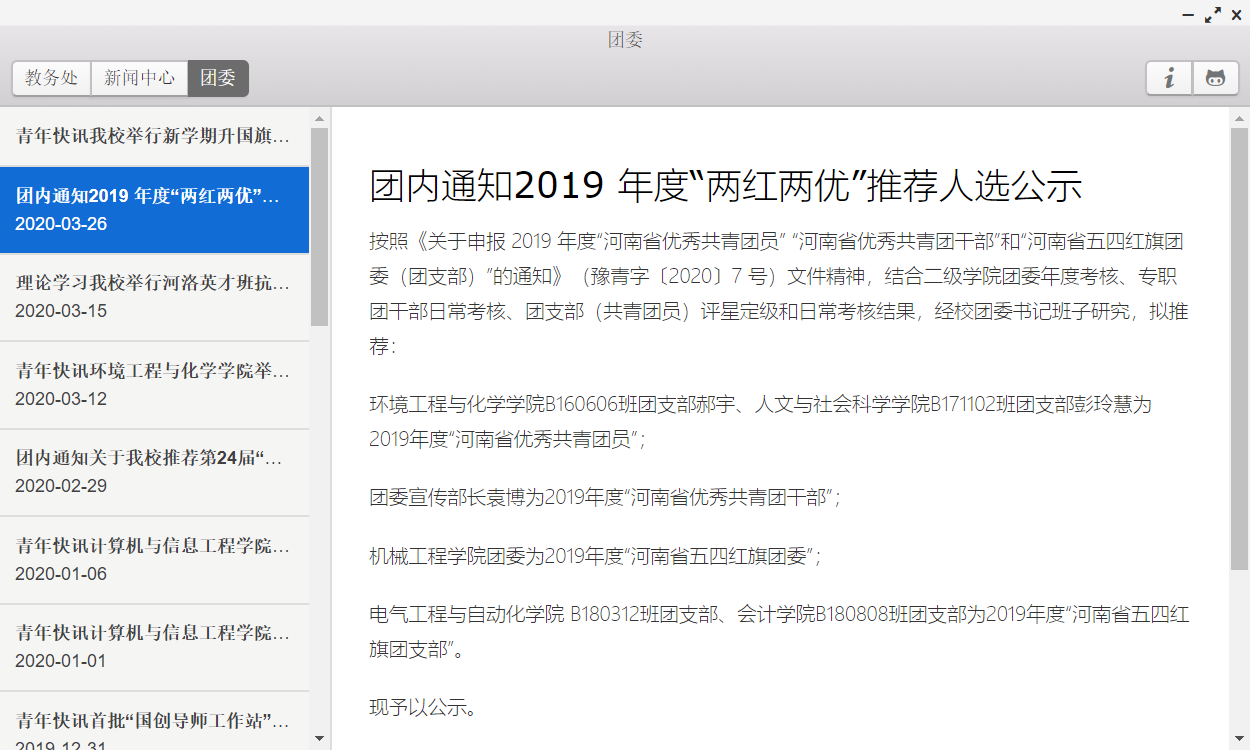 团委
教务处
新闻中心
团委
青年快讯我校举行新学期升国旗…
团内通知2019 年度“两红两优”…
2020-03-26
理论学习我校举行河洛英才班抗…
2020-03-15
青年快讯环境工程与化学学院举…
2020-03-12
团内通知关于我校推荐第24届“…
2020-02-29
青年快讯计算机与信息工程学院…
2020-01-06
青年快讯计算机与信息工程学院…
2020-01-01
青年快讯首批“国创导师工作站”…
2019-12-31
团内通知2019 年度“两红两优”推荐人选公示
按照《关于申报 2019 年度“河南省优秀共青团员” “河南省优秀共青团干部”和“河南省五四红旗团
委（团支部）”的通知》（豫青字〔2020〕7 号）文件精神，结合二级学院团委年度考核、专职
团干部日常考核、团支部（共青团员）评星定级和日常考核结果，经校团委书记班子研究，拟推
荐：
环境工程与化学学院B160606班团支部郝宇、人文与社会科学学院B171102班团支部彭玲慧为
2019年度“河南省优秀共青团员”；
团委宣传部长袁博为2019年度“河南省优秀共青团干部”；
机械工程学院团委为2019年度“河南省五四红旗团委”；
电气工程与自动化学院 B180312班团支部、会计学院B180808班团支部为2019年度“河南省五四红
旗团支部”。
现予以公示。